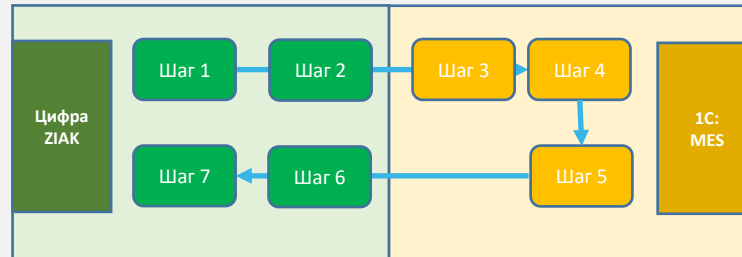 Шаг 1
Шаг 2
Шаг 3
Шаг 4
Цифра
ZIAK
1С:
MES
Шаг 7
Шаг 6
Шаг 5